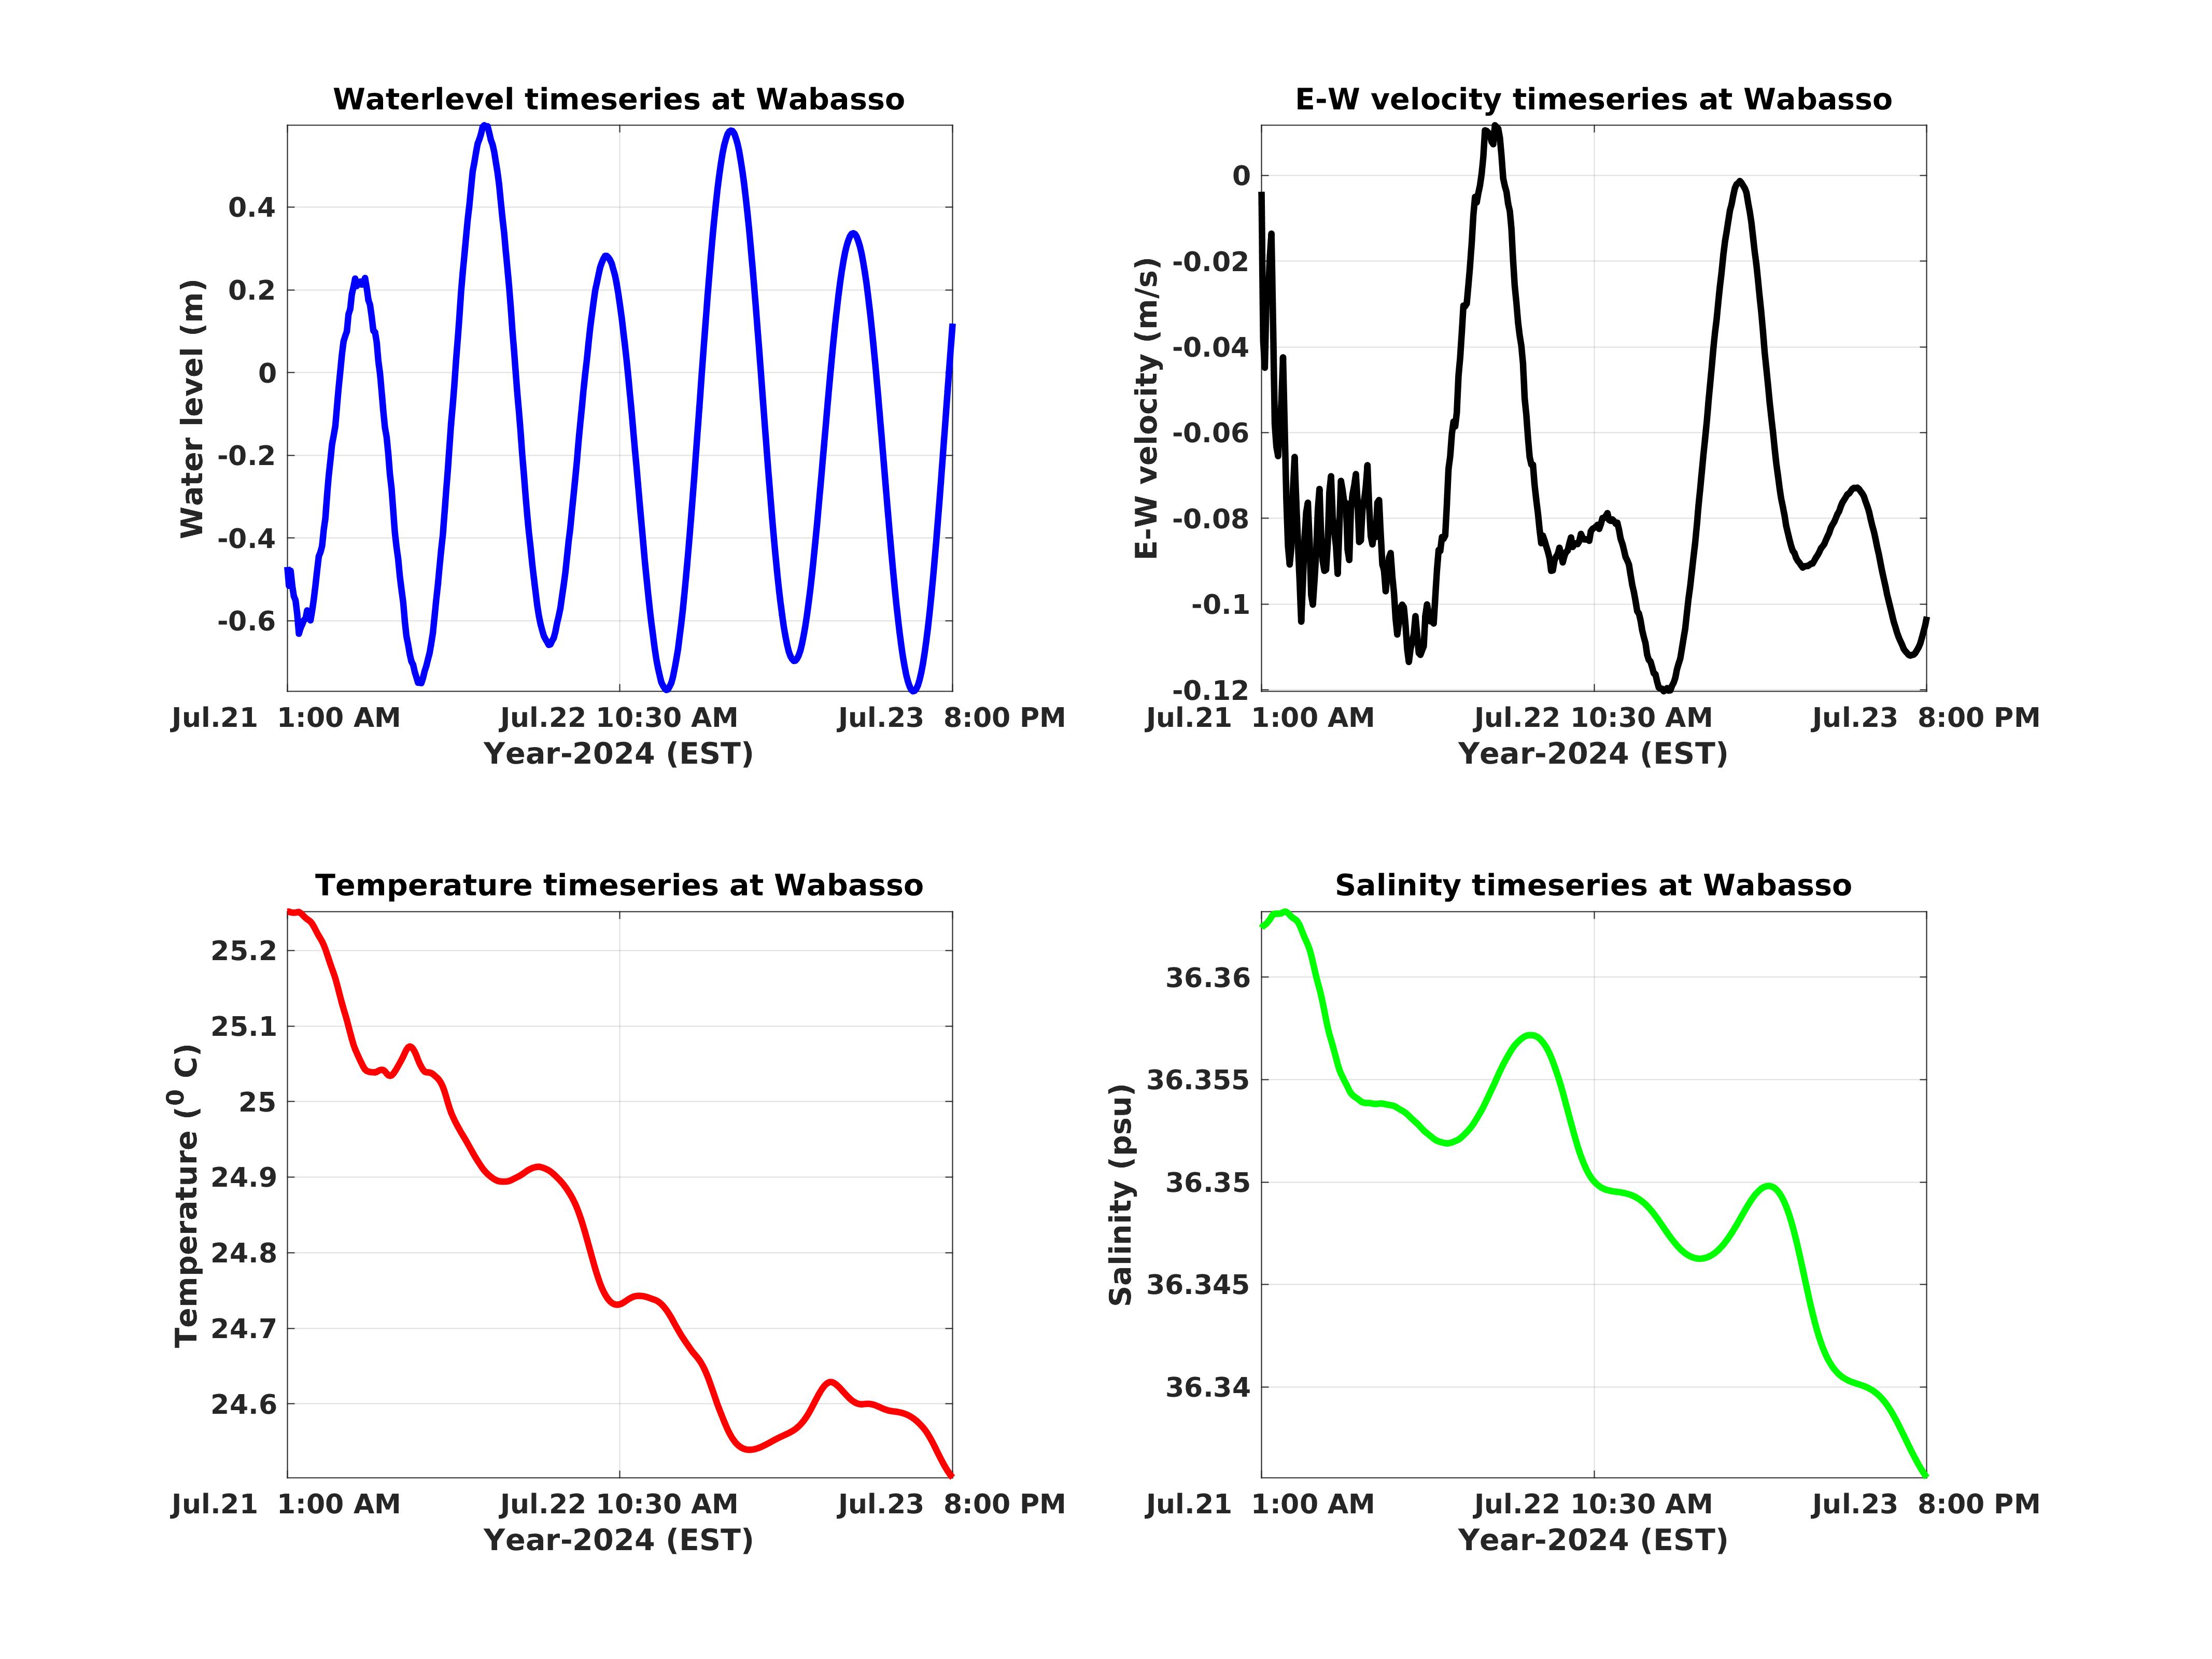 Waterlevel timeseries at Wabasso
Water level (m)
0.4
0.2
0
-0.2
-0.4
-0.6
Jul.21 1:00 AM
Jul.22 10:30 AM
Jul.23 8:00 PM
Year-2024 (EST)
E-W velocity timeseries at Wabasso
E-W velocity (m/s)
0
-0.02
-0.04
-0.06
-0.08
-0.1
-0.12
Jul.21 1:00 AM
Jul.22 10:30 AM
Jul.23 8:00 PM
Year-2024 (EST)
Temperature timeseries at Wabasso
Temperature (⁰ C)
25.2
25.1
25
24.9
24.8
24.7
24.6
Jul.21 1:00 AM
Jul.22 10:30 AM
Jul.23 8:00 PM
Year-2024 (EST)
Salinity timeseries at Wabasso
Salinity (psu)
36.36
36.355
36.35
36.345
36.34
Jul.21 1:00 AM
Jul.22 10:30 AM
Jul.23 8:00 PM
Year-2024 (EST)